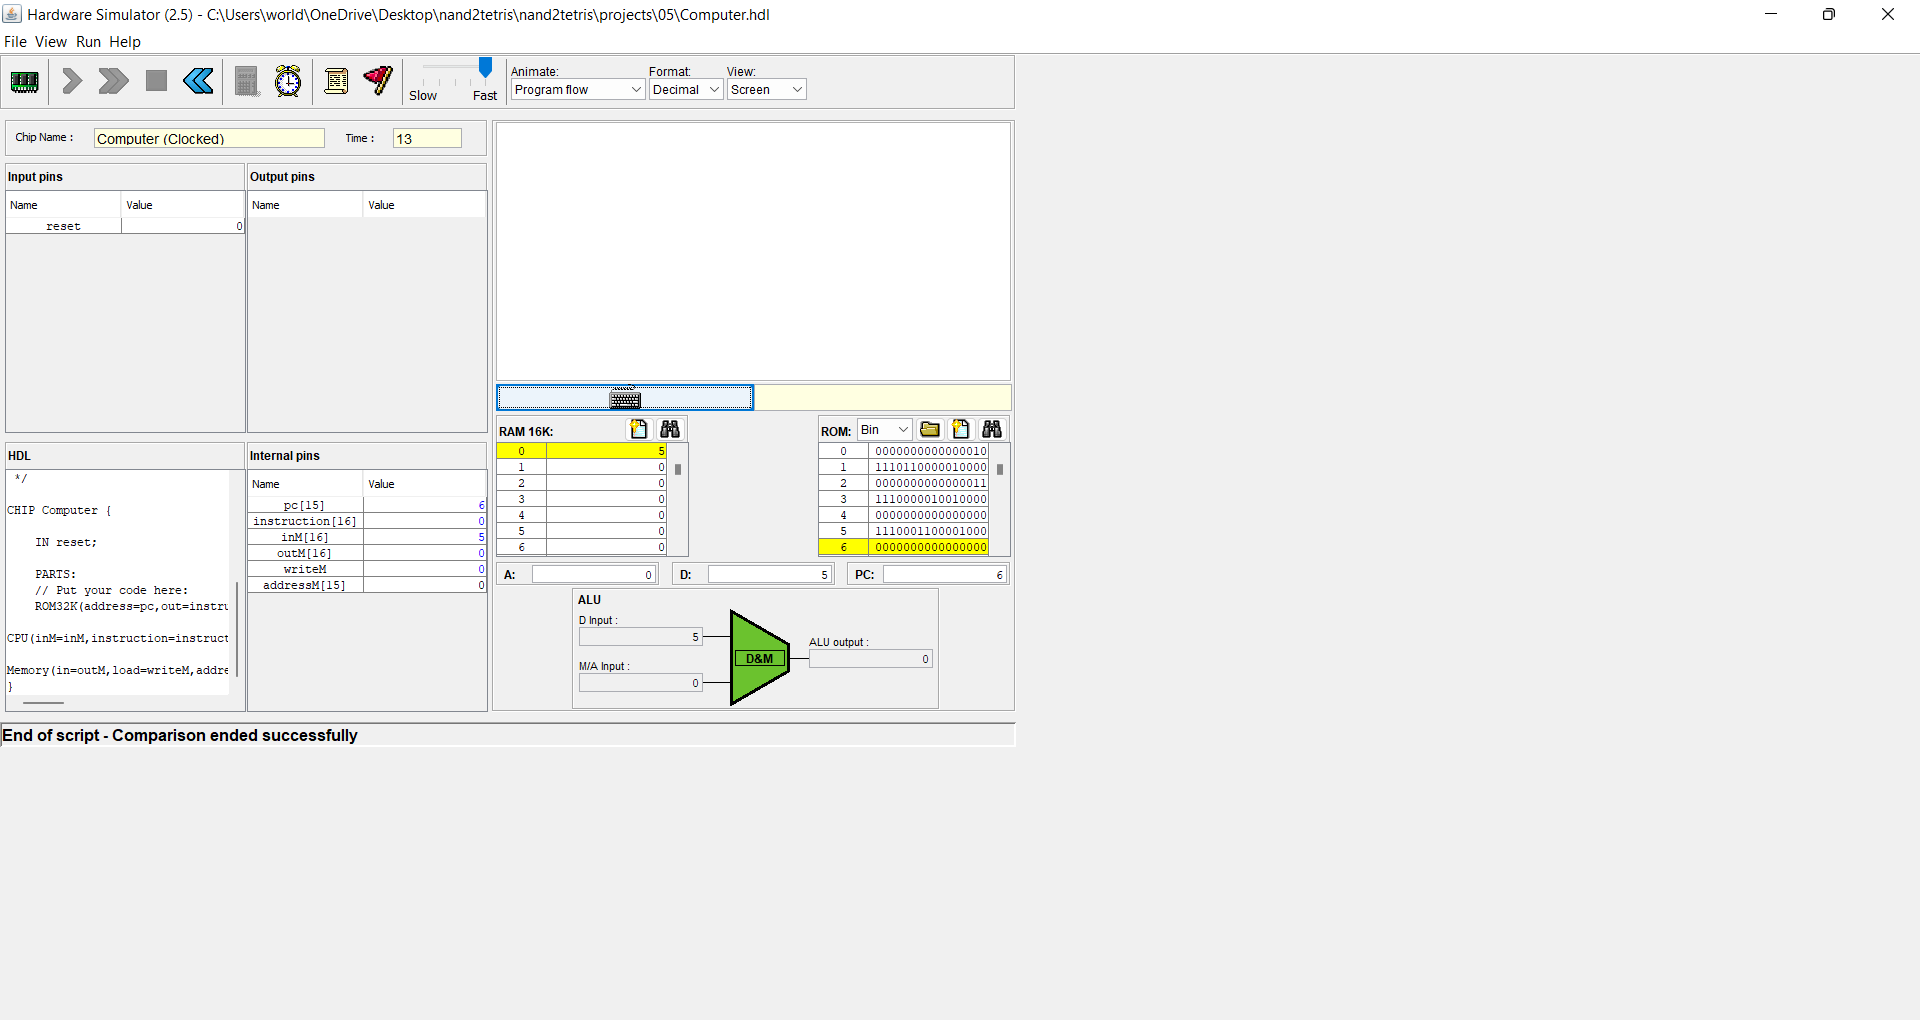 Hardware Simulator (2.5) - C:\Users\world\OneDrive\Desktop\nand2tetris\nand2tetris\projects\05\Computer.hdl
File View Run Help
Slow Fast
Animate: Format: View:
Program flow Decimal Screen
Chip Name : Computer (Clocked) Time : 13
Input pins
Name Value
reset 0
Output pins
Name Value
HDL
*/
CHIP Computer {
IN reset;
PARTS:
// Put your code here:
ROM32K(address=pc,out=instru
CPU(inM=inM,instruction=instruct
Memory(in=outM,load=writeM,addre
}
Internal pins
Name Value
pc[15] 6
instruction[16] 0
inM[16] 5
outM[16] 0
writeM 0
addressM[15] 0
RAM 16K:
0 5
1 0
2 0
3 0
4 0
5 0
6 0
ROM: Bin
0 0000000000000010
1 1110110000010000
2 0000000000000011
3 1110000010010000
4 0000000000000000
5 1110001100001000
6 0000000000000000
A: 0 D: 5 PC: 6
ALU
D Input :
5
M/A Input :
0
D&M
ALU output :
0
End of script - Comparison ended successfully